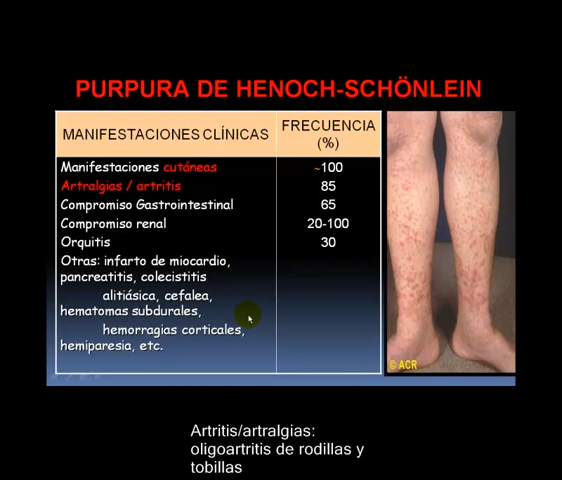 PURPURA DE HENOCH-SCHÖNLEIN
MANIFESTACIONES CLÍNICAS
FRECUENCIA
(%)
Manifestaciones cutáneas
~100
Artralgias / artritis
85
Compromiso Gastrointestinal
65
Compromiso renal
20-100
Orquitis
30
Otras: infarto de miocardio,
pancreatitis, colecistitis
alitiásica, cefalea,
hematomas subdurales,
hemorragias corticales,
hemiparesia, etc.
© ACR
Artritis/artralgias:
oligoartritis de rodillas y
tobillas